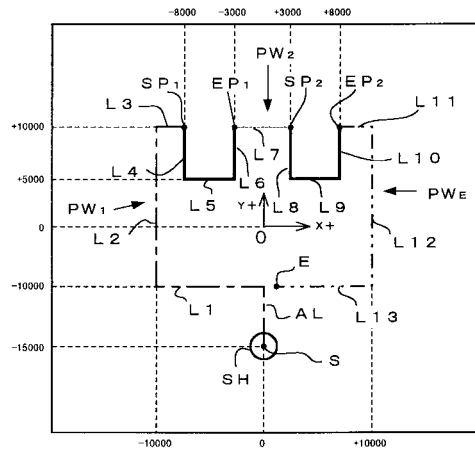 -8000 -3000 +3000 +8000
PW2
SP1 EP1 SP2 EP2
L3 L11
+10000
L7
L4 L6 L10
+5000
L5 Y+ L8 L9 PWE
PW1
L2 0 O X+ L12
E
-10000
L1 AL L13
-15000
SH S
-10000 0 +10000